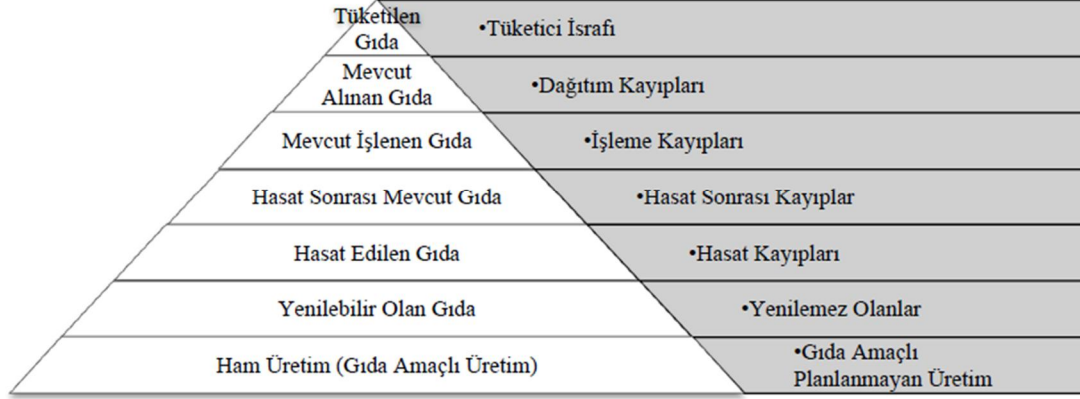 Tüketilen
Gıda
•Tüketici İsrafı
Mevcut
Alınan Gıda
•Dağıtım Kayıpları
Mevcut İşlenen Gıda
•İşleme Kayıpları
Hasat Sonrası Mevcut Gıda
•Hasat Sonrası Kayıplar
Hasat Edilen Gıda
•Hasat Kayıpları
Yenilebilir Olan Gıda
•Yenilemez Olanlar
Ham Üretim (Gıda Amaçlı Üretim)
•Gıda Amaçlı
Planlanmayan Üretim